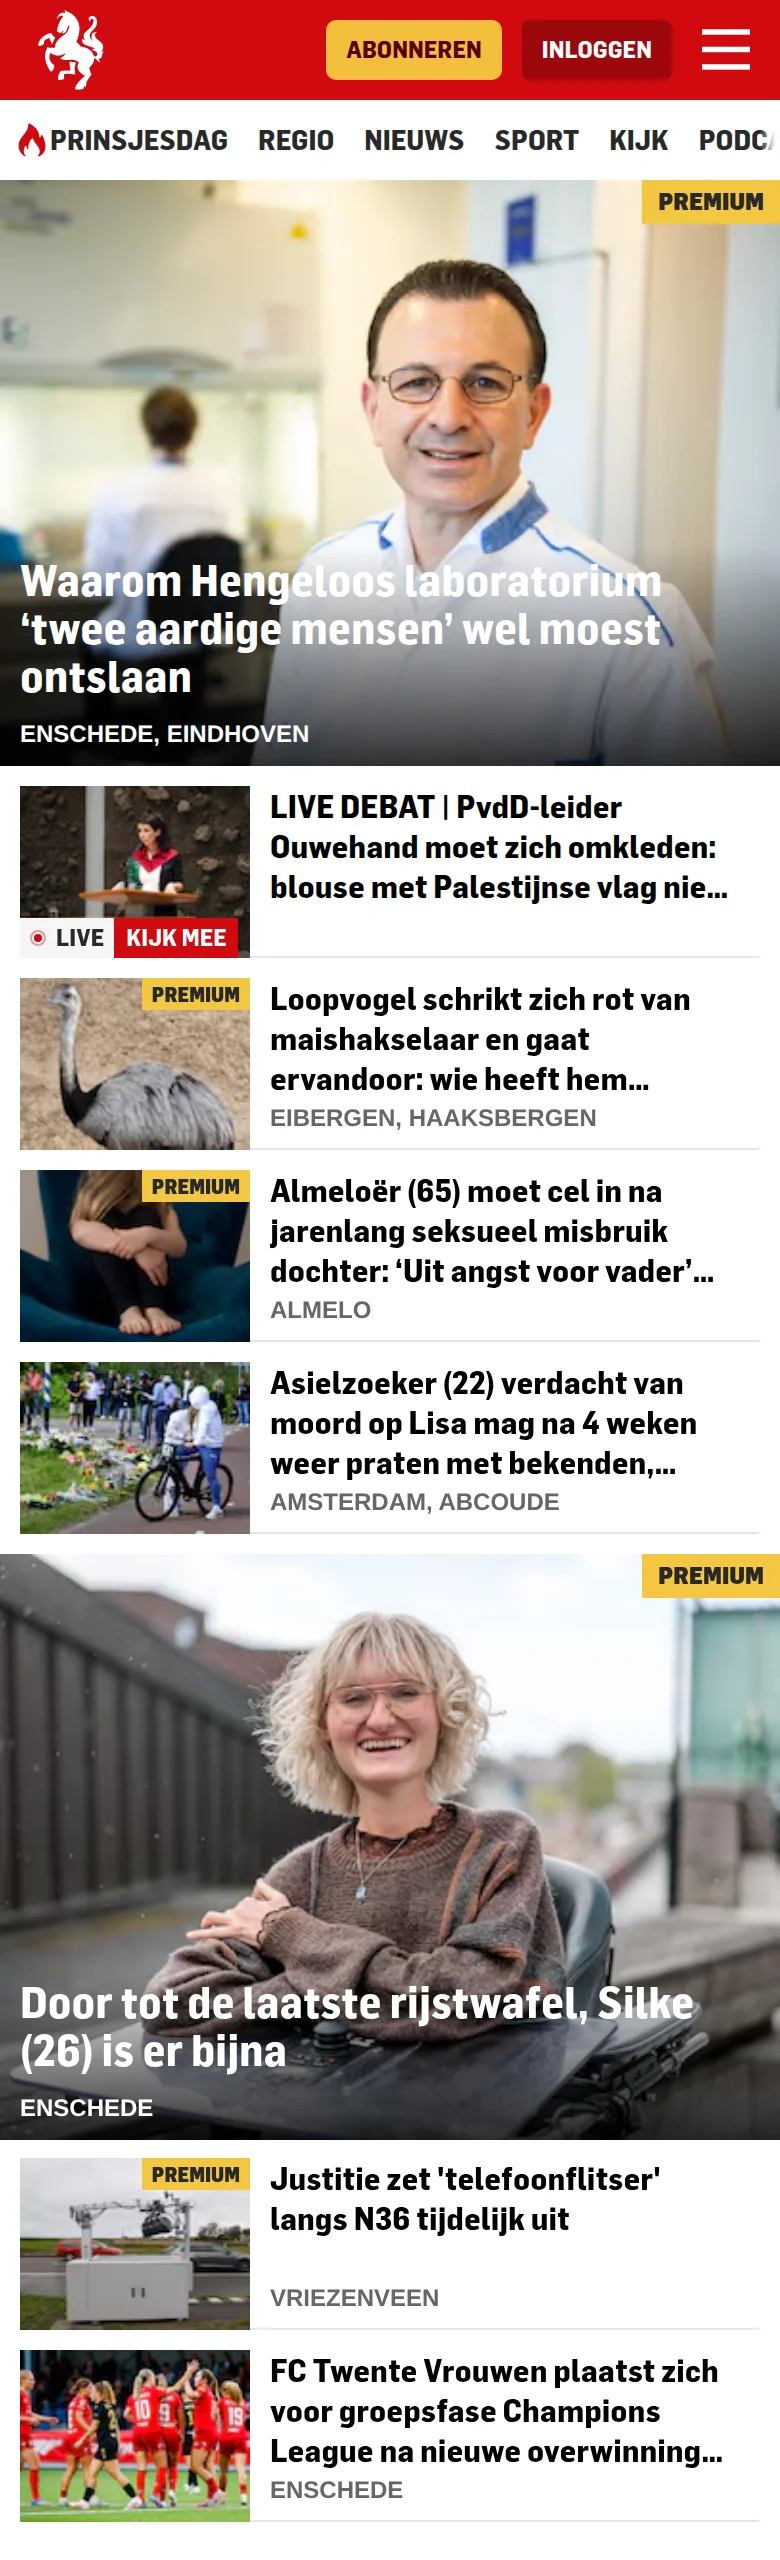 ABONNEREN
INLOGGEN
PRINSJESDAG REGIO NIEUWS SPORT KIJK
PREMIUM
Waarom Hengeloos laboratorium
‘twee aardige mensen’ wel moest
ontslaan
ENSCHEDE, EINDHOVEN
LIVE KIJK MEE
LIVE DEBAT | PvdD-leider
Ouwehand moet zich omkleden:
blouse met Palestijnse vlag nie...
PREMIUM
Loopvogel schrikt zich rot van
maishakselaar en gaat
ervandoor: wie heeft hem...
EIBERGEN, HAAKSBERGEN
PREMIUM
Almeloër (65) moet cel in na
jarenlang seksueel misbruik
dochter: ‘Uit angst voor vader’...
ALMELO
Asielzoeker (22) verdacht van
moord op Lisa mag na 4 weken
weer praten met bekenden,...
AMSTERDAM, ABCOUDE
PREMIUM
Door tot de laatste rijstwafel, Silke
(26) is er bijna
ENSCHEDE
PREMIUM
Justitie zet 'telefoonflitser'
langs N36 tijdelijk uit
VRIEZENVEEN
10 9 19
FC Twente Vrouwen plaatst zich
voor groepsfase Champions
League na nieuwe overwinning...
ENSCHEDE